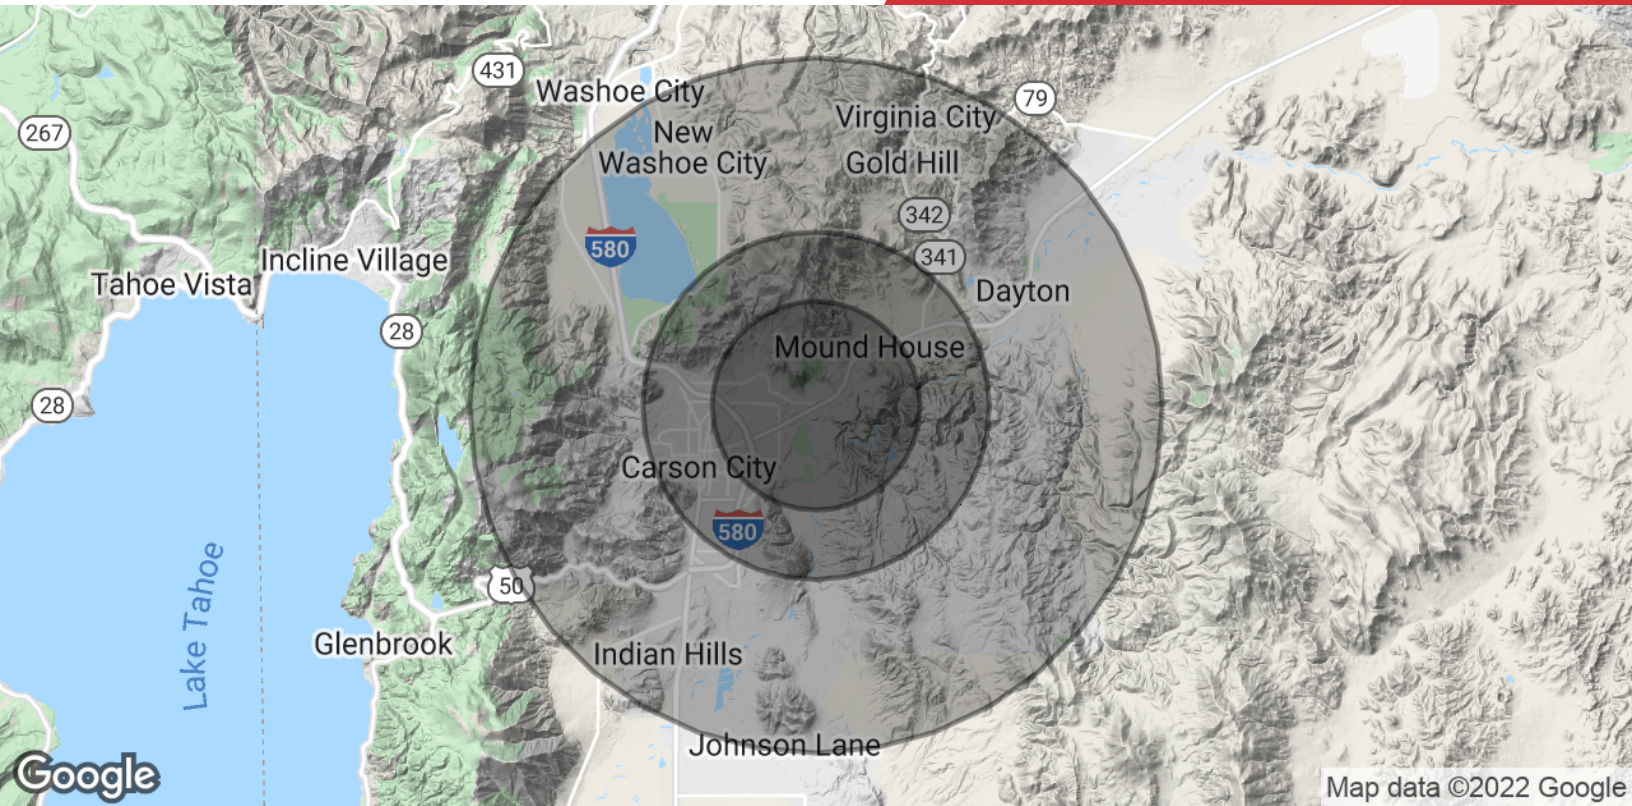 431
Washoe City
79
Virginia City
267
New
Washoe City
Gold Hill
342
580
341
Incline Village
Tahoe Vista
Dayton
28
Mound House
28
Carson City
580
50
Lake Tahoe
Glenbrook
Indian Hills
Johnson Lane
Google
Map data ©2022 Google